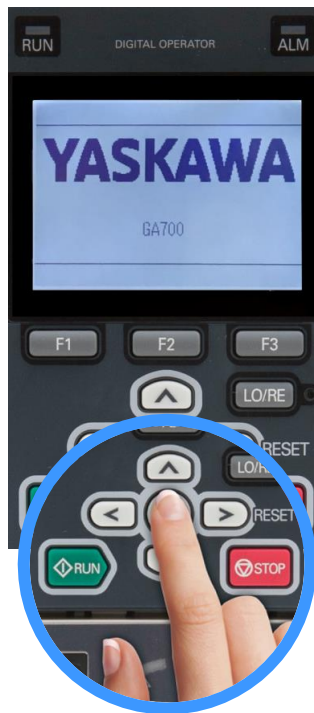 RUN DIGITAL OPERATOR ALM
YASKAWA
GA700
F1 F2 F3
LO/RE
RESET
LO/RE
RESET
RUN STOP